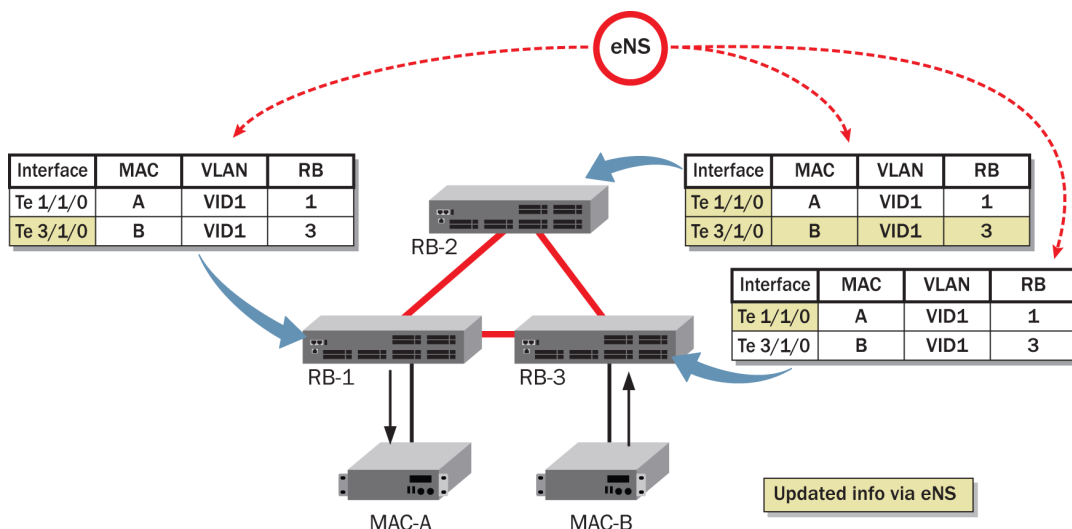 eNS
Interface MAC VLAN RB
Te 1/1/0 A VID1 1
Te 3/1/0 B VID1 3
Interface MAC VLAN RB
Te 1/1/0 A VID1 1
Te 3/1/0 B VID1 3
RB-2
Interface MAC VLAN RB
Te 1/1/0 A VID1 1
Te 3/1/0 B VID1 3
RB-1
RB-3
Updated info via eNS
MAC-A
MAC-B